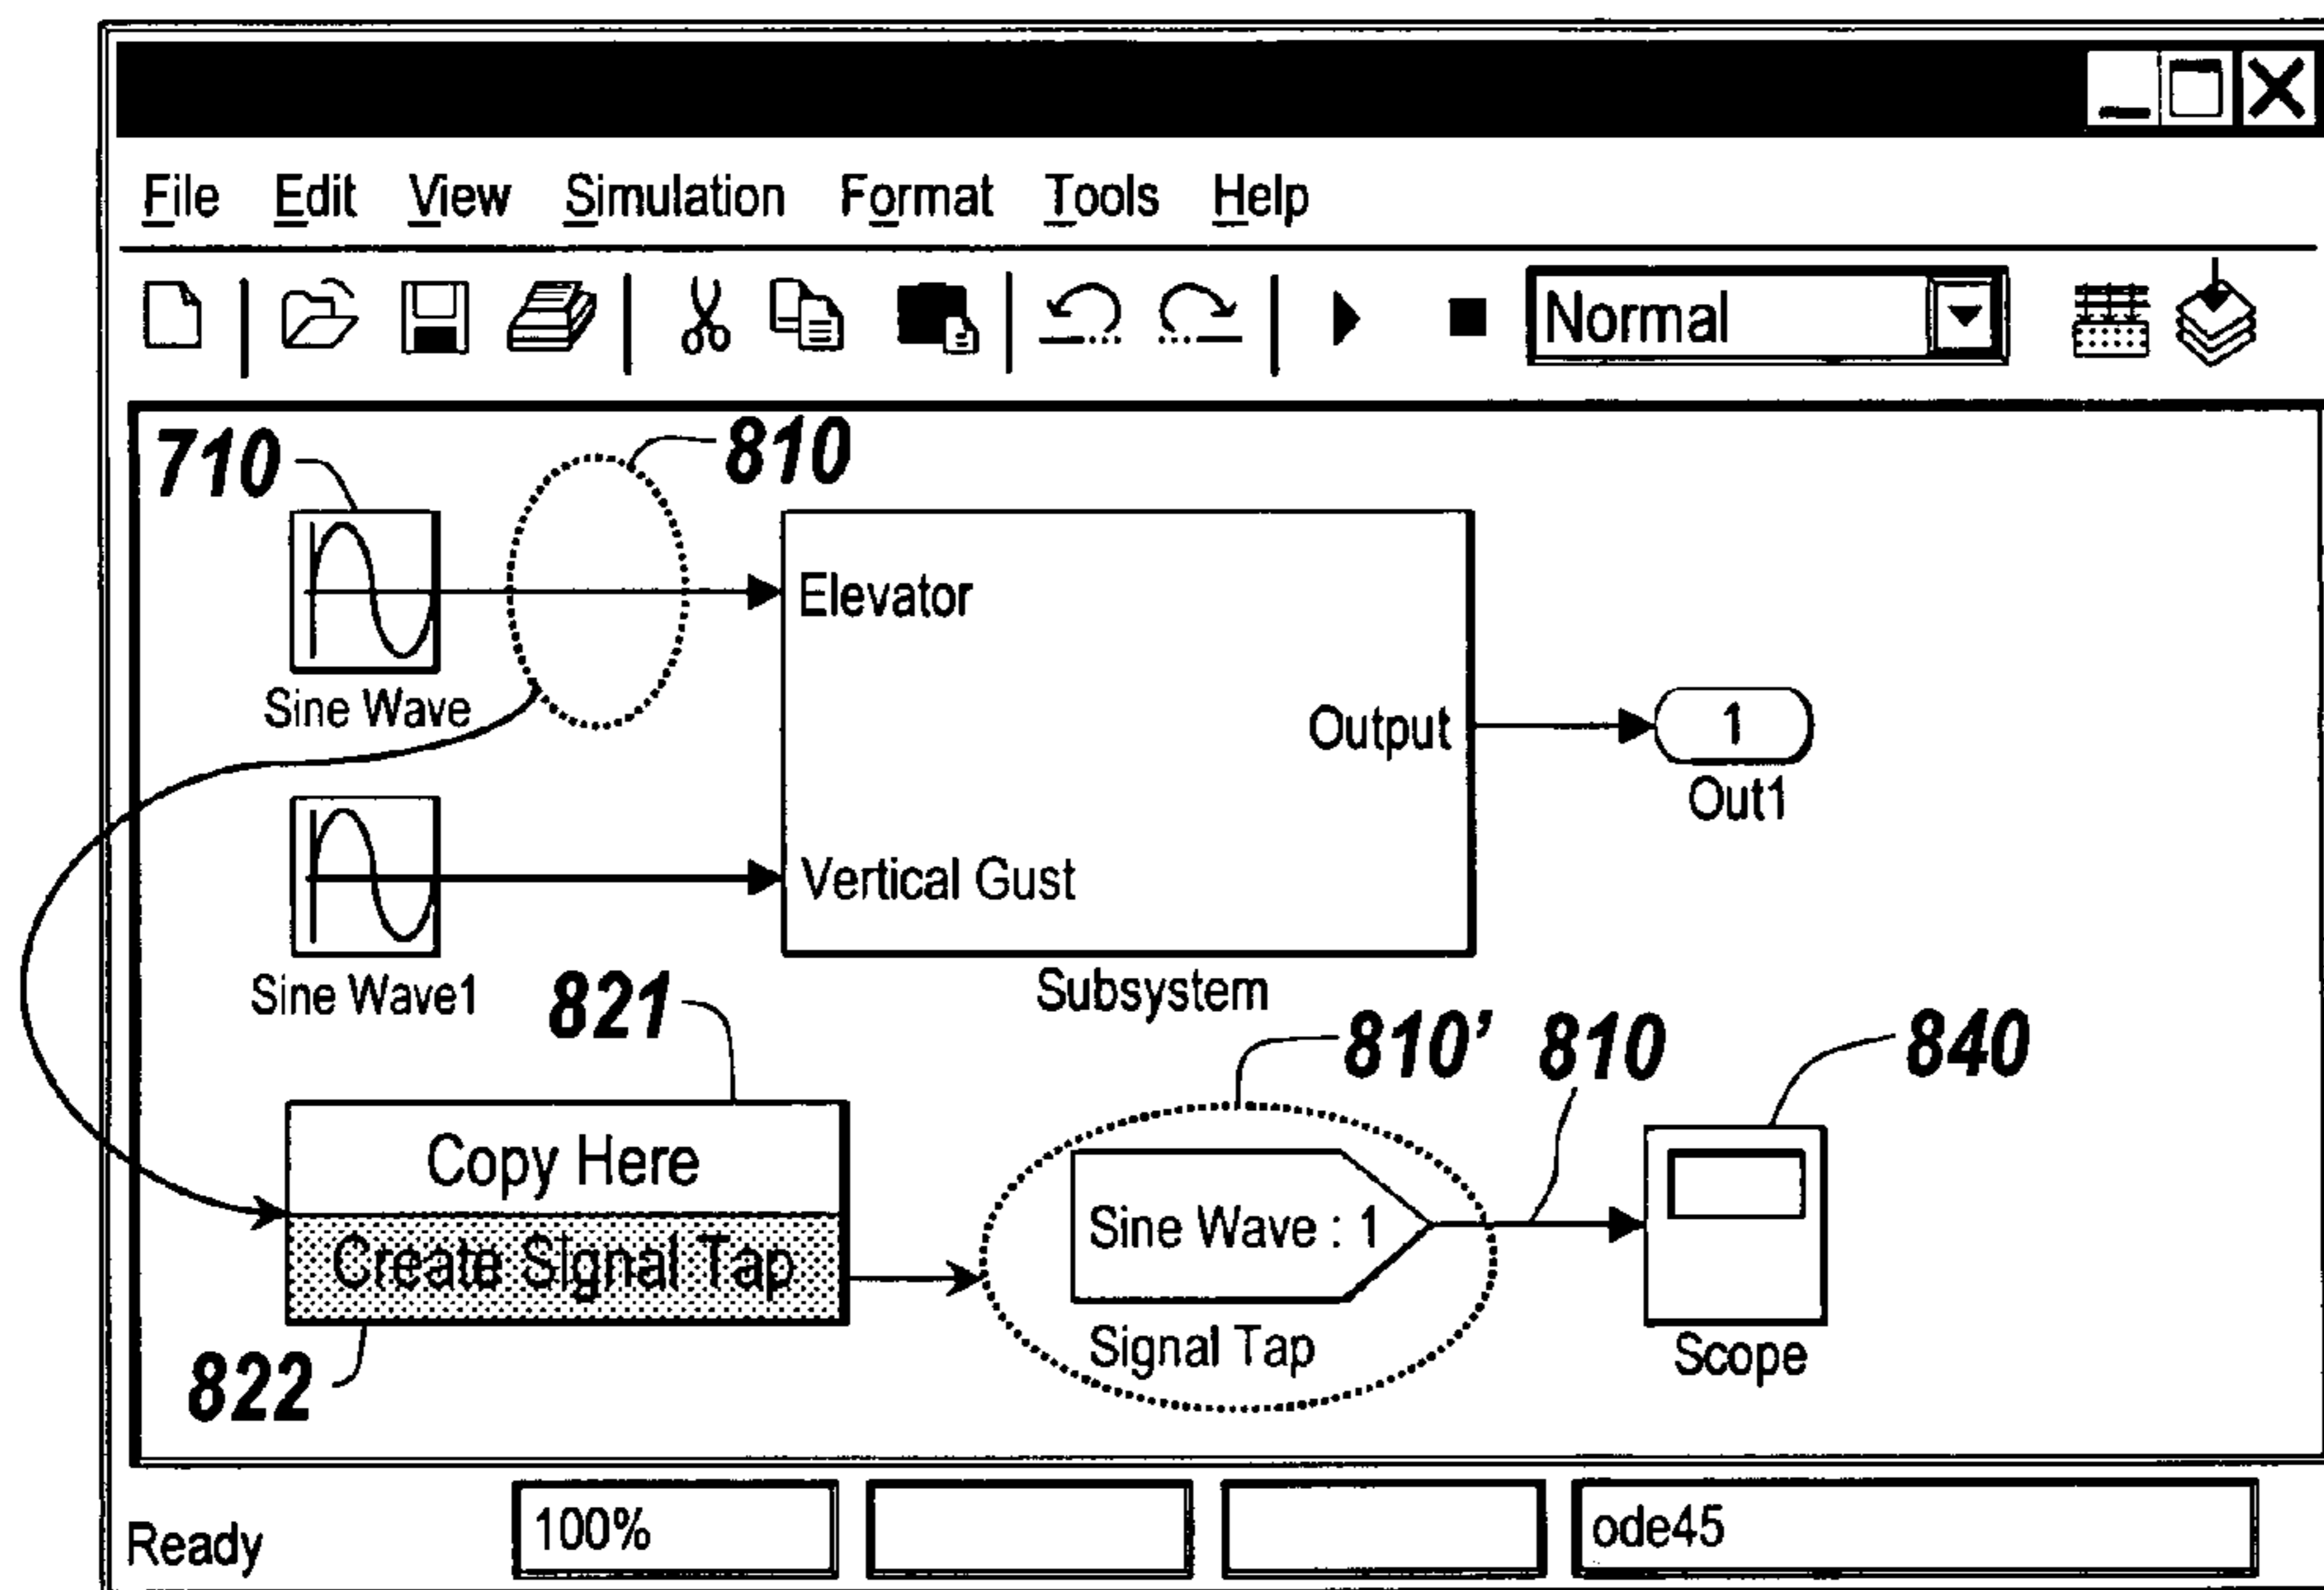 File Edit View Simulation Format Tools Help
Normal
710
810
Elevator
Sine Wave
Output
1
Out1
Vertical Gust
Sine Wave1
821
Subsystem
810'
810
840
Copy Here
Create Signal Tap
Sine Wave : 1
Signal Tap
Scope
822
Ready
100%
ode45